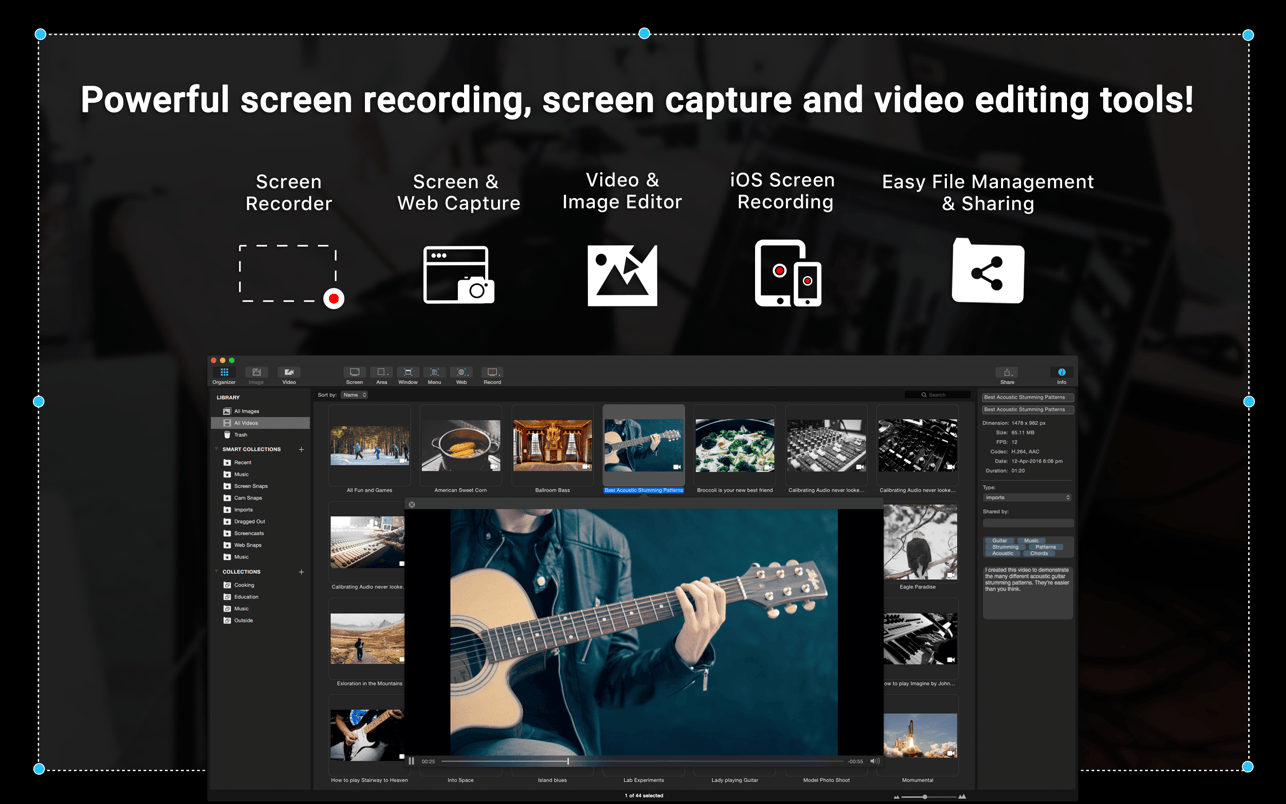 Powerful screen recording, screen capture and video editing tools!
Screen
Recorder
Screen &
Web Capture
Video &
Image Editor
iOS Screen
Recording
Easy File Management
& Sharing
Organizer
Image
Video
Screen
Area
Window
Menu
Web
Record
Share
Info
LIBRARY
All Images
All Videos
Trash
SMART COLLECTIONS +
Recent
Music
Screen Snaps
Cam Snaps
Imports
Dragged Out
Screencasts
Web Snaps
Music
COLLECTIONS +
Cooking
Education
Music
Outside
Sort by: Name
Search
All Fun and Games
American Sweet Corn
Ballroom Bass
Best Acoustic Stumming Patterns
Broccoli is your new best friend
Calibrating Audio never looke...
Calibrating Audio never looke...
Calibrating Audio never looke
Eagle Paradise
Exloration in the Mountains
ow to play Imagine by John...
How to play Stairway to Heaven
Into Space
Island blues
Lab Experiments
Lady playing Guitar
Model Photo Shoot
Momumental
00:25
-00:55
1 of 44 selected
Best Acoustic Stumming Patterns
Best Acoustic Stumming Patterns
Dimension: 1478 x 982 px
Size: 65.11 MB
FPS: 12
Codec: H.264, AAC
Date: 12-Apr-2016 6:08 pm
Duration: 01:20
Type:
Imports
Shared by:
Guitar Music
Strumming Patterns
Acoustic Chords
I created this video to demonstrate
the many different acoustic guitar
strumming patterns. They're easier
than you think.